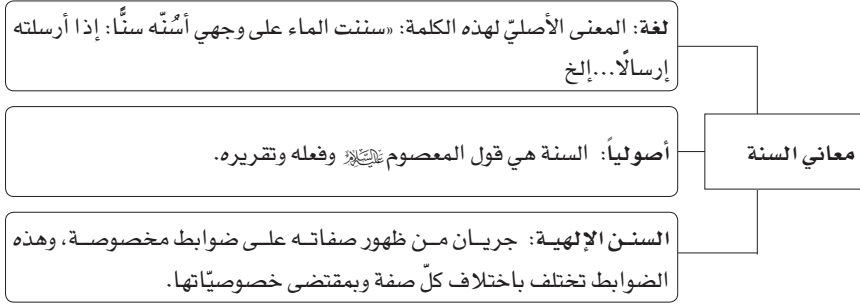 لغة: المعنى الأصليّ لهذه الكلمة: «سننت الماء على وجهي أسُنّه سنًّا: إذا أرسلته
إرسالًا...إلخ
معاني السنة
أصولياً: السنة هي قول المعصوم عليه السلام وفعله وتقريره.
السنن الإلهية: جريان من ظهور صفاته على ضوابط مخصوصة، وهذه
الضوابط تختلف باختلاف كلّ صفة وبمقتضى خصوصيّاتها.